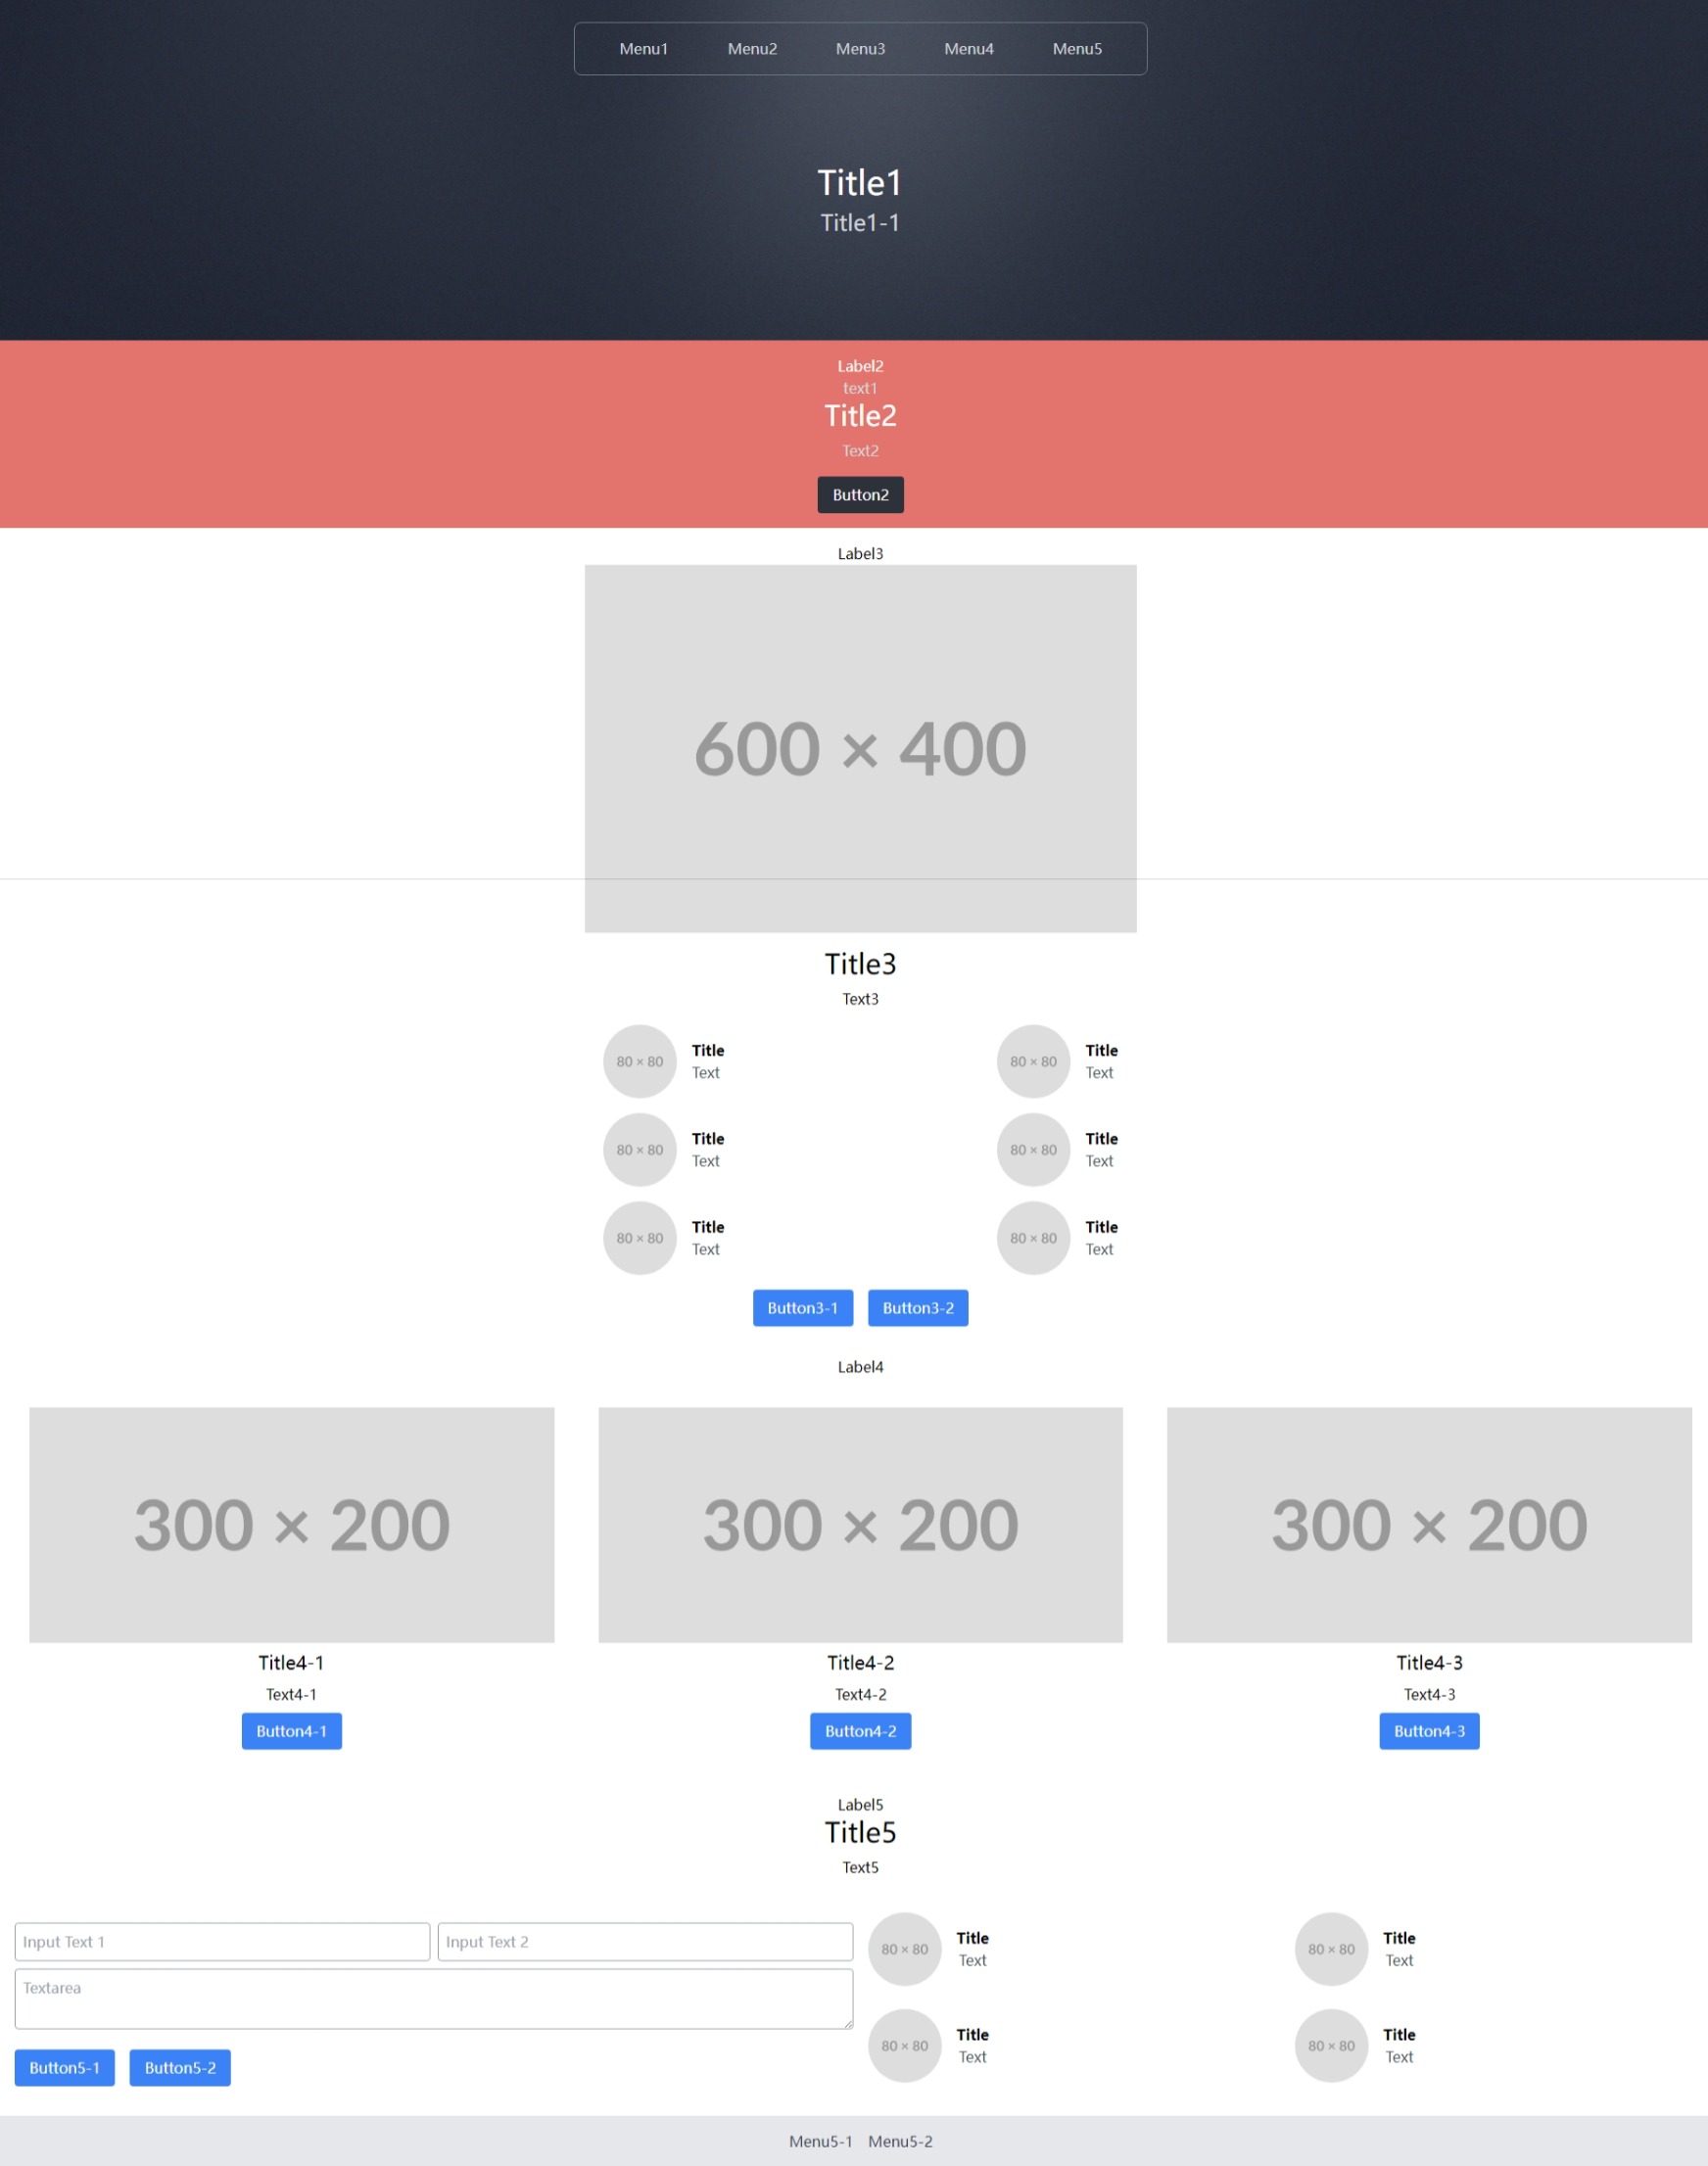 Menu1 Menu2 Menu3 Menu4 Menu5
Title1
Title1-1
Label2
text1
Title2
Text2
Button2
Label3
600 × 400
Title3
Text3
80 × 80 Title Text
80 × 80 Title Text
80 × 80 Title Text
80 × 80 Title Text
80 × 80 Title Text
80 × 80 Title Text
Button3-1 Button3-2
Label4
300 × 200 300 × 200 300 × 200
Title4-1 Title4-2 Title4-3
Text4-1 Text4-2 Text4-3
Button4-1 Button4-2 Button4-3
Label5
Title5
Text5
Input Text 1 Input Text 2
Textarea
Button5-1 Button5-2
80 × 80 Title Text
80 × 80 Title Text
80 × 80 Title Text
80 × 80 Title Text
Menu5-1 Menu5-2